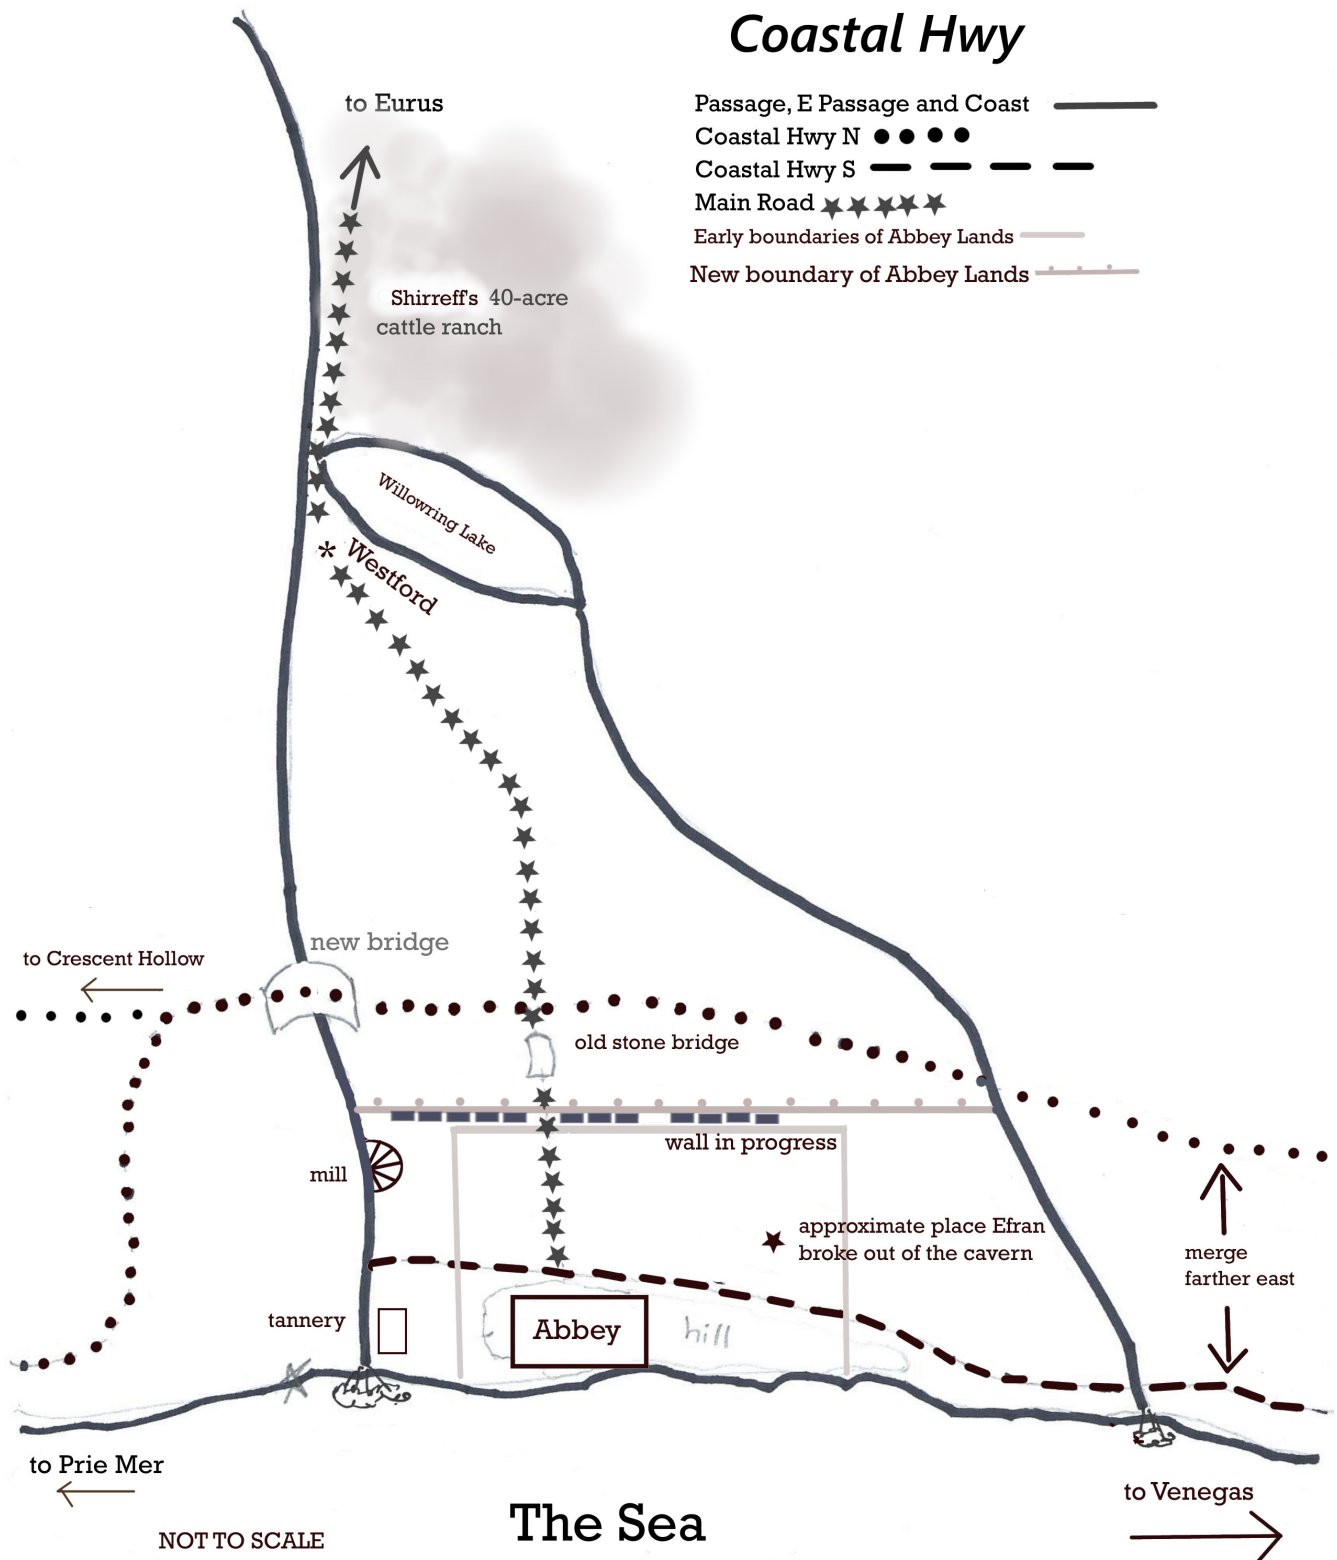 Coastal Hwy
Passage, E Passage and Coast
Coastal Hwy N
Coastal Hwy S
Main Road
Early boundaries of Abbey Lands
New boundary of Abbey Lands
to Eurus
Shirreff's 40-acre
cattle ranch
Willowring Lake
* Westford
new bridge
to Crescent Hollow
old stone bridge
wall in progress
mill
approximate place Efran
broke out of the cavern
merge
farther east
tannery
Abbey
hill
to Prie Mer
to Venegas
The Sea
NOT TO SCALE